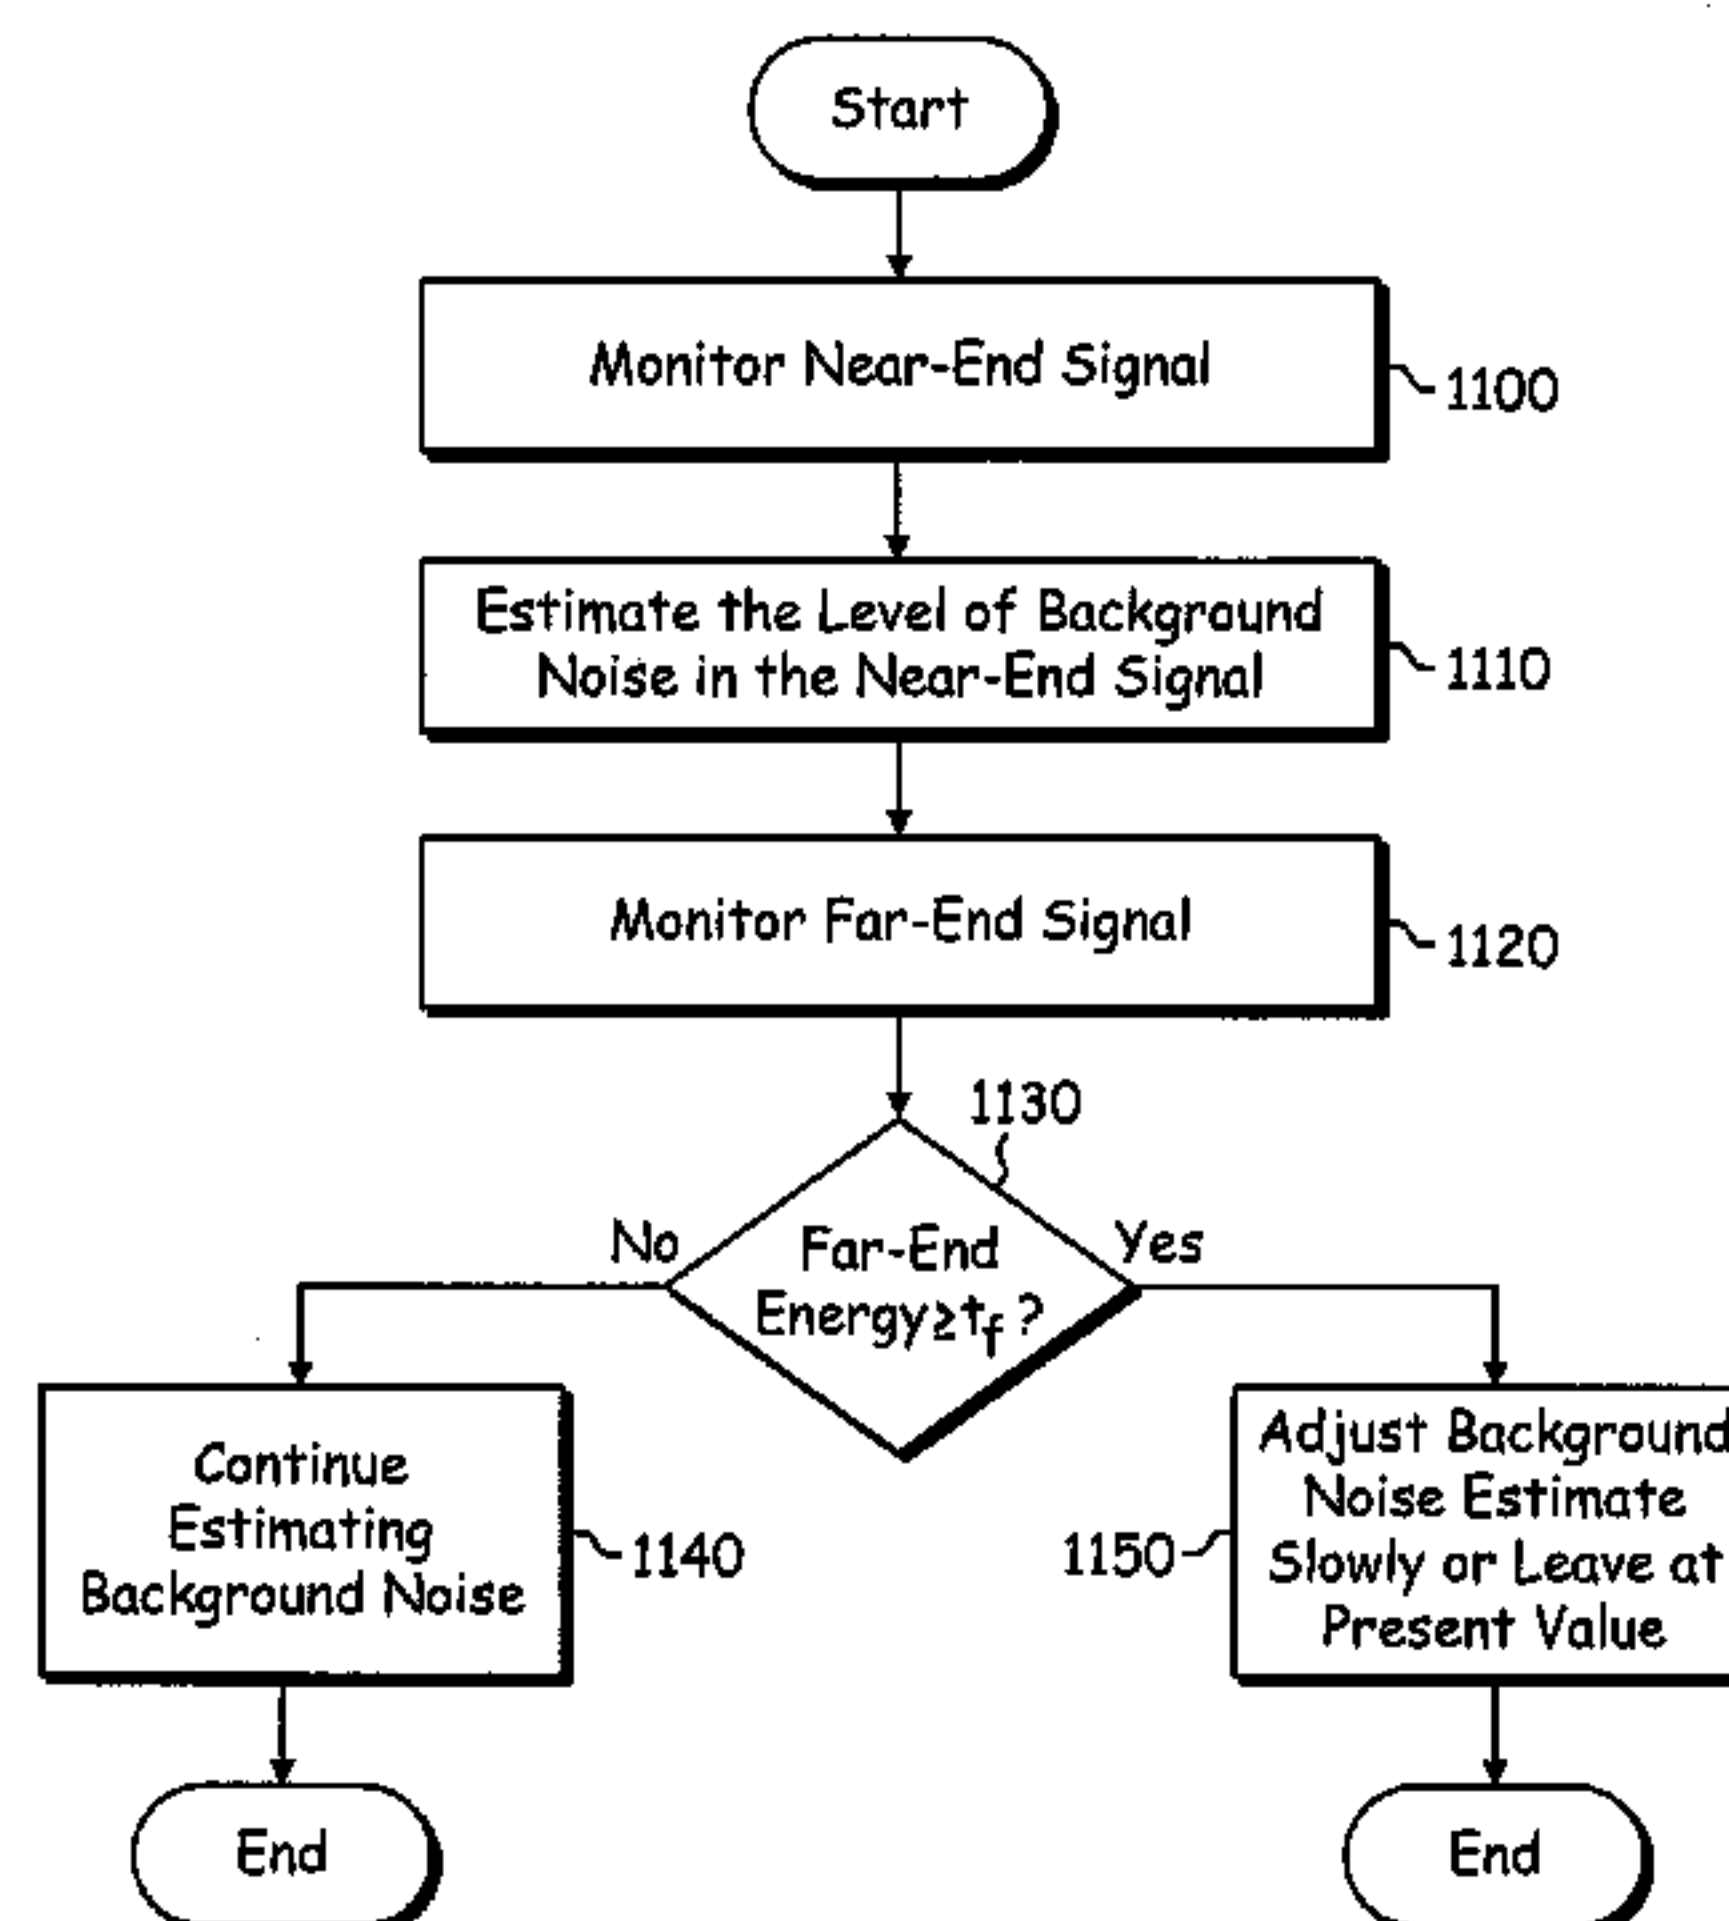 Start
Monitor Near-End Signal
1100
Estimate the Level of Background
Noise in the Near-End Signal
1110
Monitor Far-End Signal
1120
1130
No
Far-End
Energy≥tf ?
Yes
Continue
Estimating
Background Noise
1140
1150
Adjust Background
Noise Estimate
Slowly or Leave at
Present Value
End
End